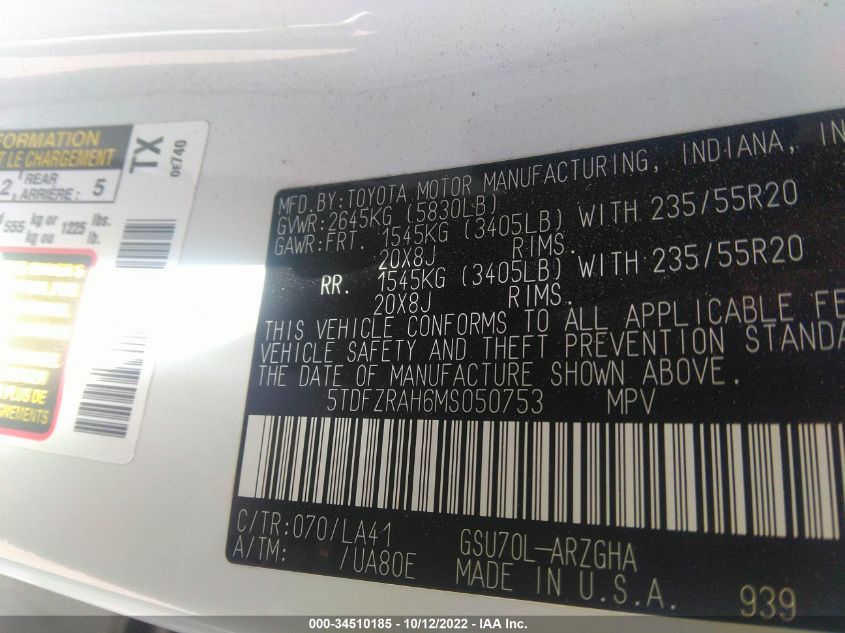 FORMATION
T LE CHARGEMENT
2, REAR 5
ARRIÈRE:
555 kg or 1225 lbs.
kg ou lb.
TX
0E740
MFD.BY:TOYOTA MOTOR MANUFACTURING, INDIANA, IN
GVWR:2645KG (5830LB)
GAWR:FRT. 1545KG (3405LB) WITH 235/55R20
20X8J RIMS.
RR. 1545KG (3405LB) WITH 235/55R20
20X8J RIMS.
THIS VEHICLE CONFORMS TO ALL APPLICABLE FE
VEHICLE SAFETY AND THEFT PREVENTION STANDA
THE DATE OF MANUFACTURE SHOWN ABOVE.
5TDFZRAH6MS050753 MPV
C/TR:070/LA41 GSU70L-ARZGHA
A/TM: /UA80E MADE IN U.S.A. 939
000-34510185 - 10/12/2022 - IAA Inc.